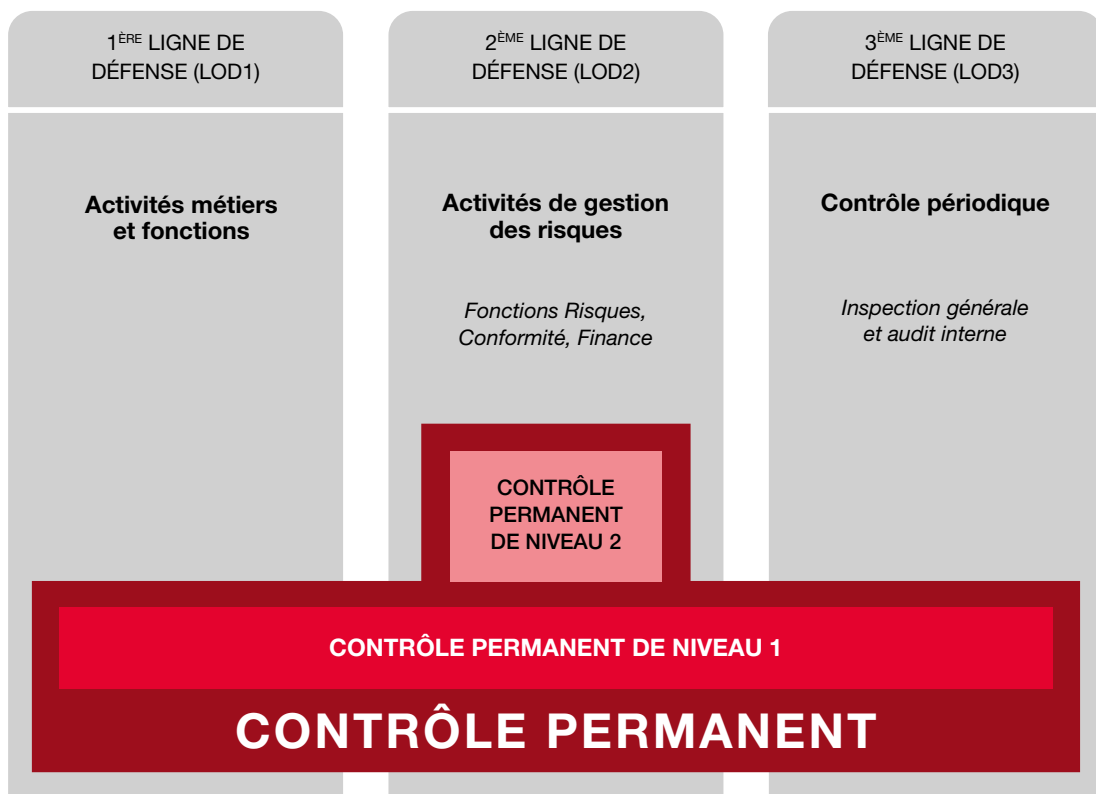 1ÈRE LIGNE DE
DÉFENSE (LOD1)
Activités métiers
et fonctions
2ÈME LIGNE DE
DÉFENSE (LOD2)
Activités de gestion
des risques
Fonctions Risques,
Conformité, Finance
3ÈME LIGNE DE
DÉFENSE (LOD3)
Contrôle périodique
Inspection générale
et audit interne
CONTRÔLE
PERMANENT
DE NIVEAU 2
CONTRÔLE PERMANENT DE NIVEAU 1
CONTRÔLE PERMANENT